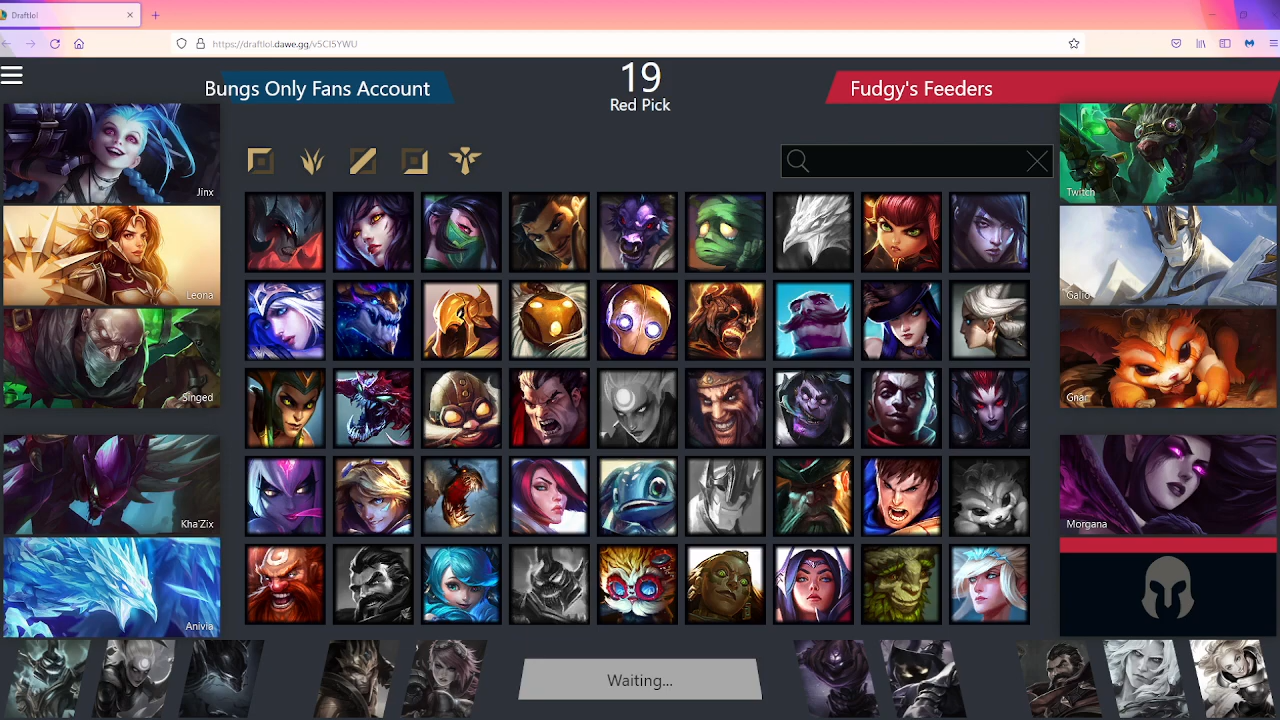 Draftlol
https://draftlol.dawe.gg/v5CI5YWU
19
Red Pick
Bungs Only Fans Account
Fudgy's Feeders
Jinx
Leona
Singed
Kha'Zix
Anivia
Twitch
Galio
Gnar
Morgana
Waiting...